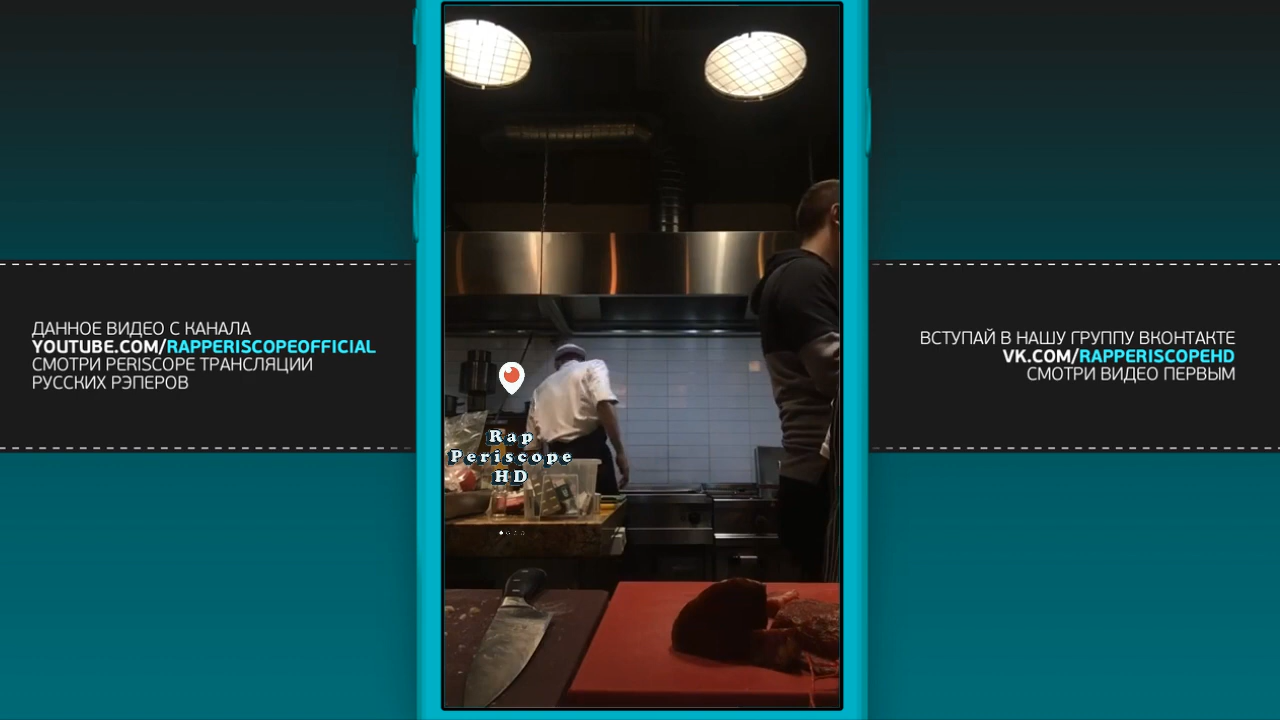 ДАННОЕ ВИДЕО С КАНАЛА
YOUTUBE.COM/RAPPERISCOPEOFFICIAL
СМОТРИ PERISCOPE ТРАНСЛЯЦИИ
РУССКИХ РЭПЕРОВ
Rap
Periscope
HD
ВСТУПАЙ В НАШУ ГРУППУ ВКОНТАКТЕ
VK.COM/RAPPERISCOPEHD
СМОТРИ ВИДЕО ПЕРВЫМ